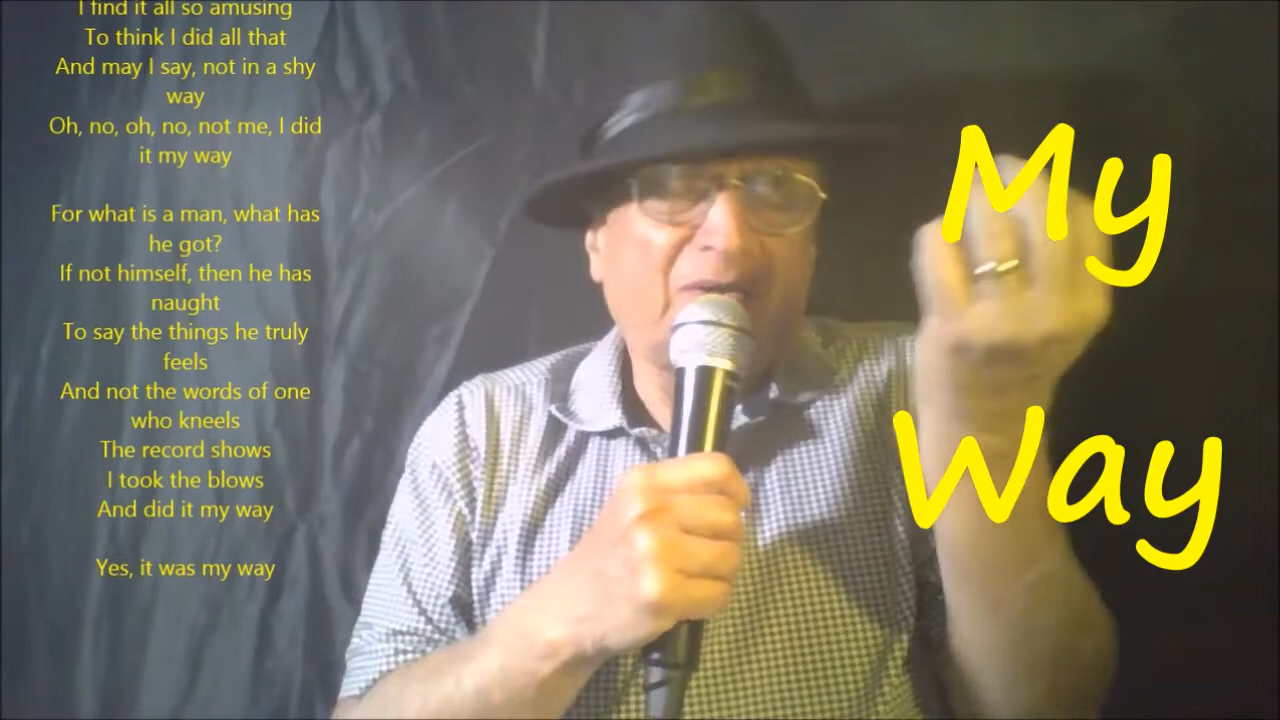 I find it all so amusing
To think I did all that
And may I say, not in a shy
way
Oh, no, oh, no, not me, I did
it my way
For what is a man, what has
he got?
If not himself, then he has
naught
To say the things he truly
feels
And not the words of one
who kneels
The record shows
I took the blows
And did it my way
Yes, it was my way
My
Way